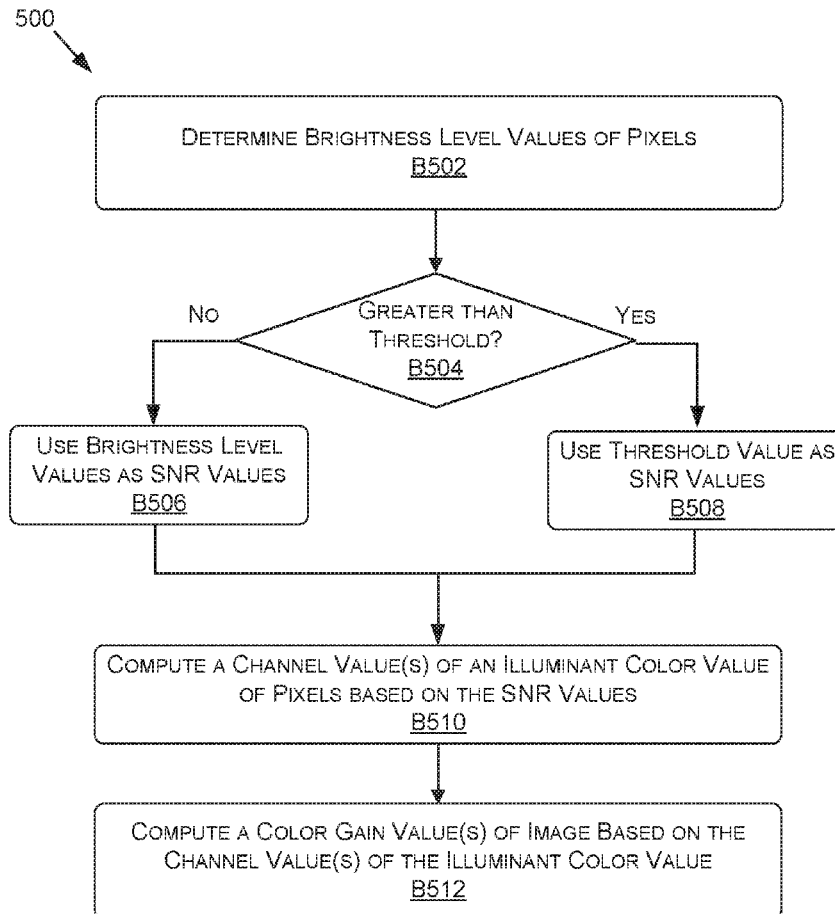 500
DETERMINE BRIGHTNESS LEVEL VALUES OF PIXELS
B502
GREATER THAN
THRESHOLD?
B504
NO
YES
USE BRIGHTNESS LEVEL
VALUES AS SNR VALUES
B506
USE THRESHOLD VALUE AS
SNR VALUES
B508
COMPUTE A CHANNEL VALUE(S) OF AN ILLUMINANT COLOR VALUE
OF PIXELS BASED ON THE SNR VALUES
B510
COMPUTE A COLOR GAIN VALUE(S) OF IMAGE BASED ON THE
CHANNEL VALUE(S) OF THE ILLUMINANT COLOR VALUE
B512